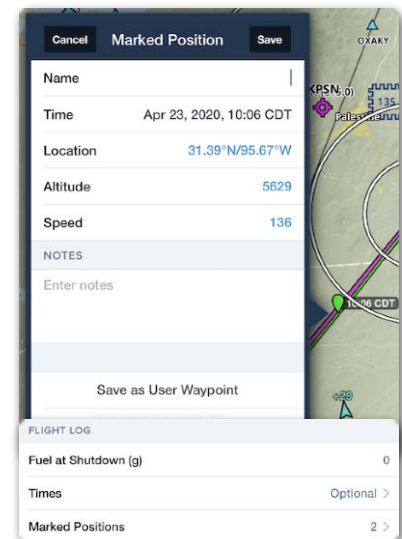 Cancel Marked Position Save
OXAKY
Name
KPSN
Time Apr 23, 2020, 10:06 CDT
135
Palestine
Location 31.39°N/95.67°W
Altitude 5629
Speed 136
NOTES
Enter notes
10:06 CDT
Save as User Waypoint
+29
FLIGHT LOG
Fuel at Shutdown (g) 0
Times Optional >
Marked Positions 2 >